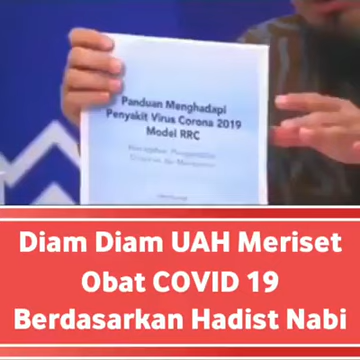 Panduan Menghadapi
Penyakit Virus Corona 2019
Model RRC
Diam Diam UAH Meriset
Obat COVID 19
Berdasarkan Hadist Nabi